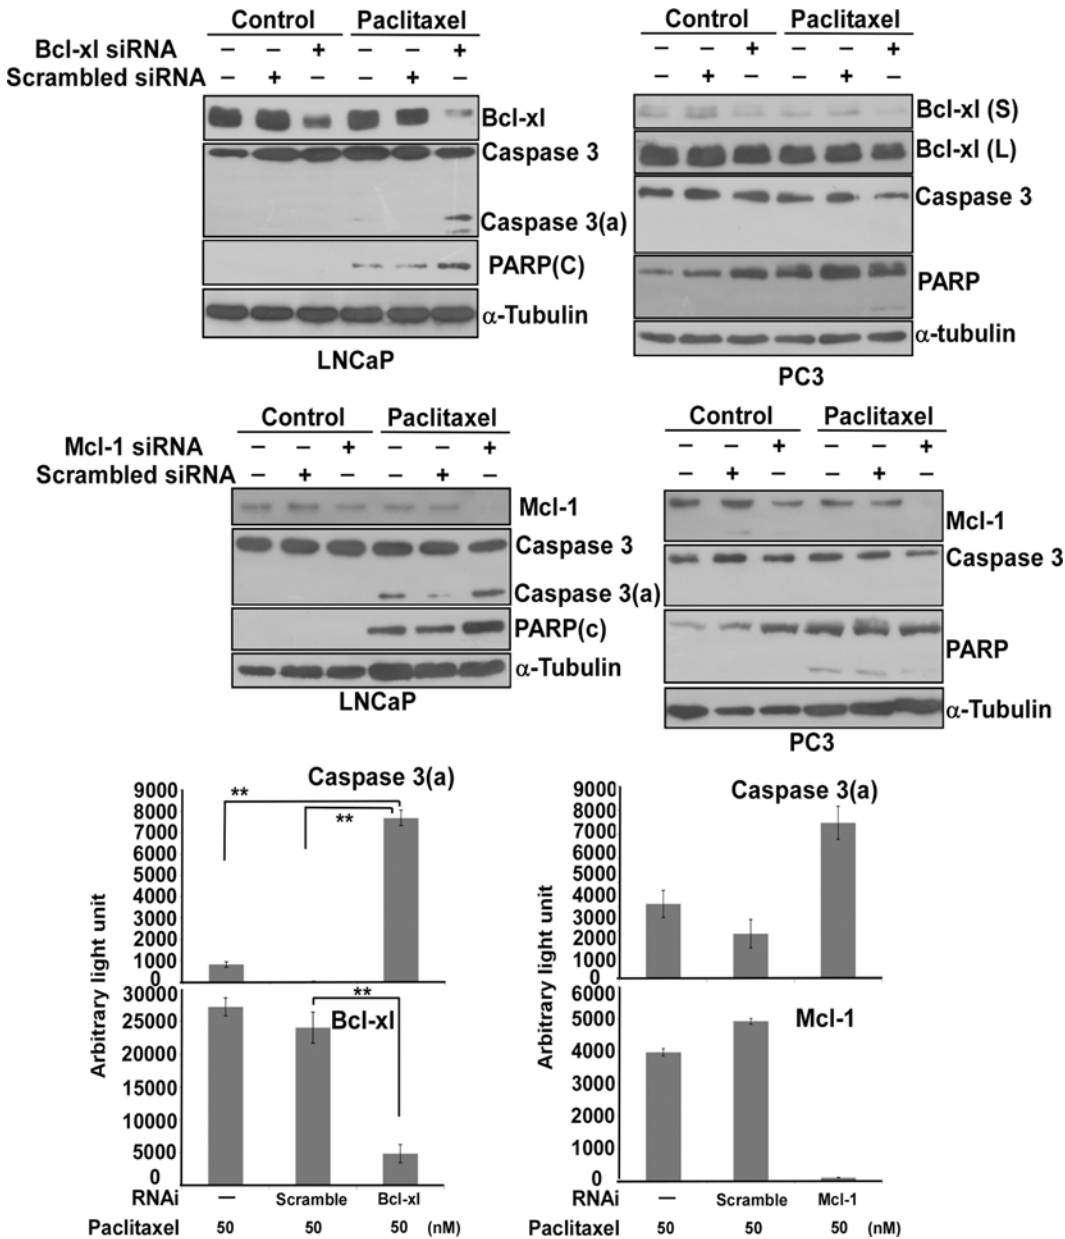 Control Paclitaxel
Bcl-xl siRNA – – + – – +
Scrambled siRNA – + – – + –
Bcl-xl
Caspase 3
Caspase 3(a)
PARP(C)
α-Tubulin
LNCaP
Control Paclitaxel
– – + – – +
– + – – + –
Bcl-xl (S)
Bcl-xl (L)
Caspase 3
PARP
α-tubulin
PC3
Control Paclitaxel
Mcl-1 siRNA – – + – – +
Scrambled siRNA – + – – + –
Mcl-1
Caspase 3
Caspase 3(a)
PARP(c)
α-Tubulin
LNCaP
Control Paclitaxel
– – + – – +
– + – – + –
Mcl-1
Caspase 3
PARP
α-Tubulin
PC3
Caspase 3(a)
9000
8000
7000
6000
5000
4000
3000
2000
1000
0
**
**
30000
25000
20000
15000
10000
5000
0
**
Bcl-xl
Arbitrary light unit
RNAi — Scramble Bcl-xl
Paclitaxel 50 50 50 (nM)
Caspase 3(a)
9000
8000
7000
6000
5000
4000
3000
2000
1000
0
6000
5000
4000
3000
2000
1000
0
Mcl-1
Arbitrary light unit
— Scramble Mcl-1
50 50 50 (nM)